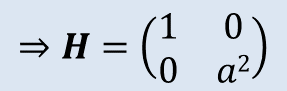 ⇒ H = (1 0
0 a²)